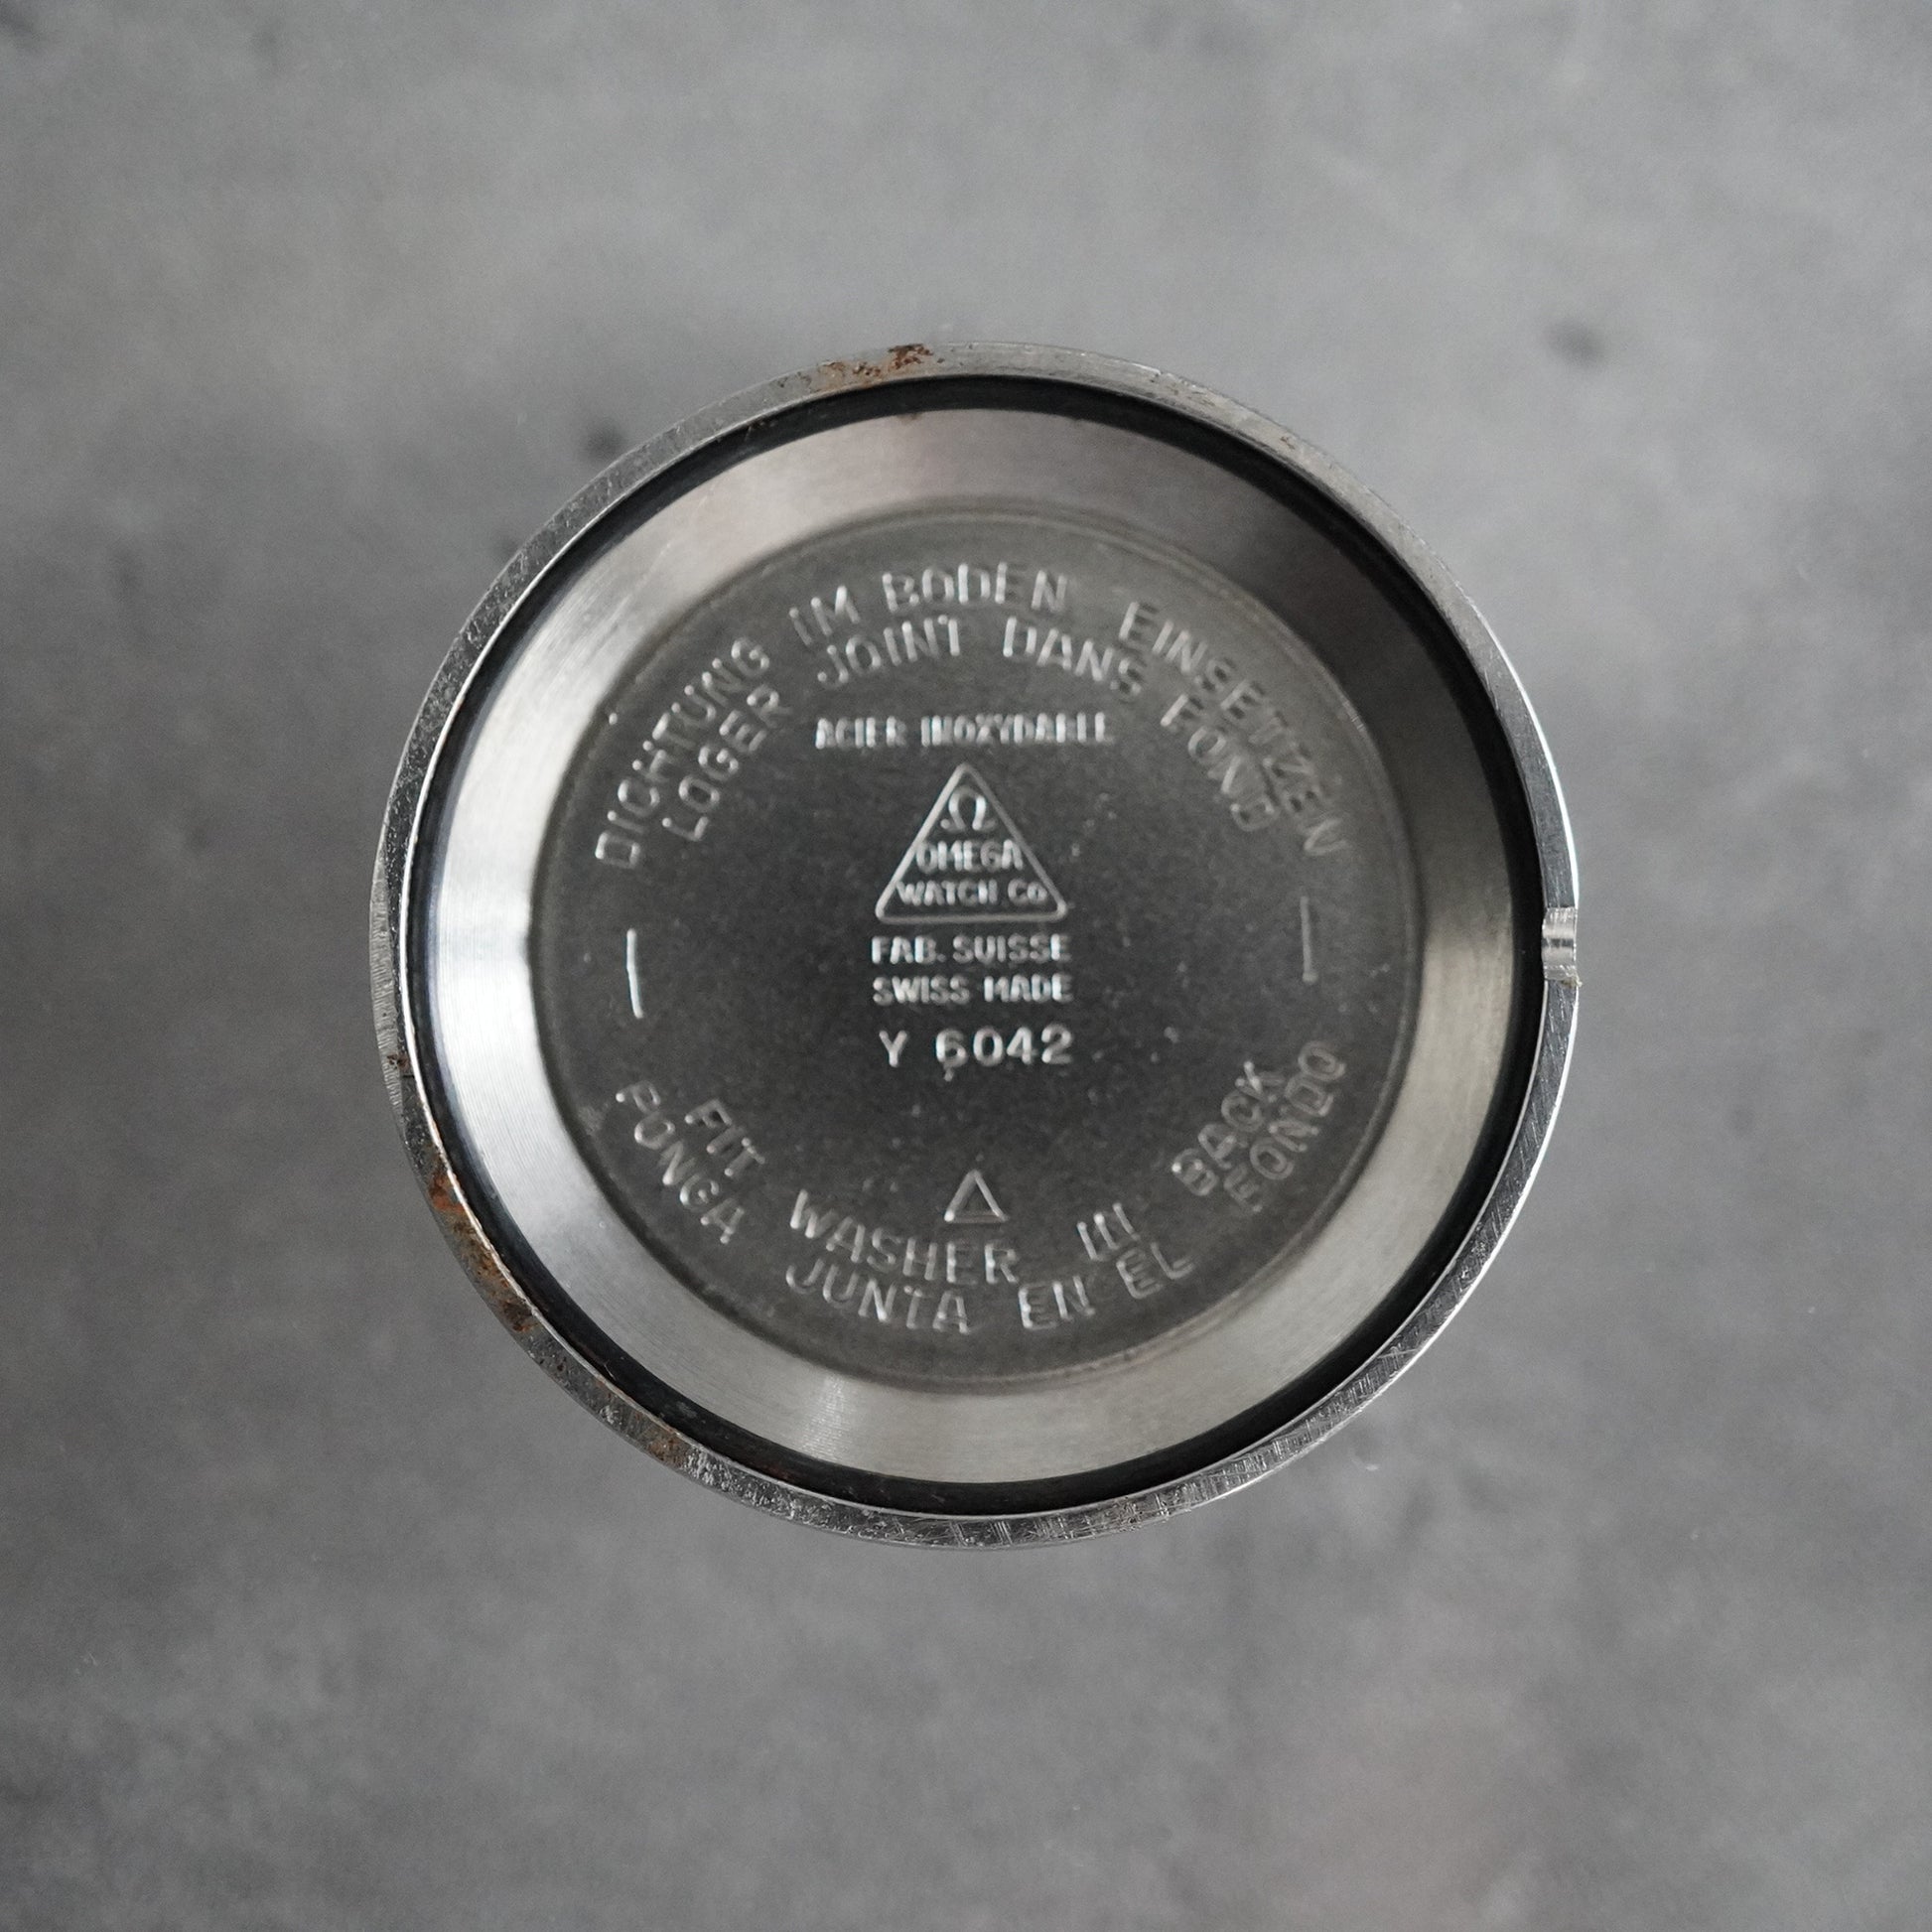 DICHTUNG IM BODEN EINSETZEN
LOGER JOINT DANS FOND
ACIER INOXYDABLE
Ω
OMEGA
WATCH.Co
FAB. SUISSE
SWISS MADE
Y 6042
FIT WASHER IN BACK
PONGA JUNTA EN EL FONDO